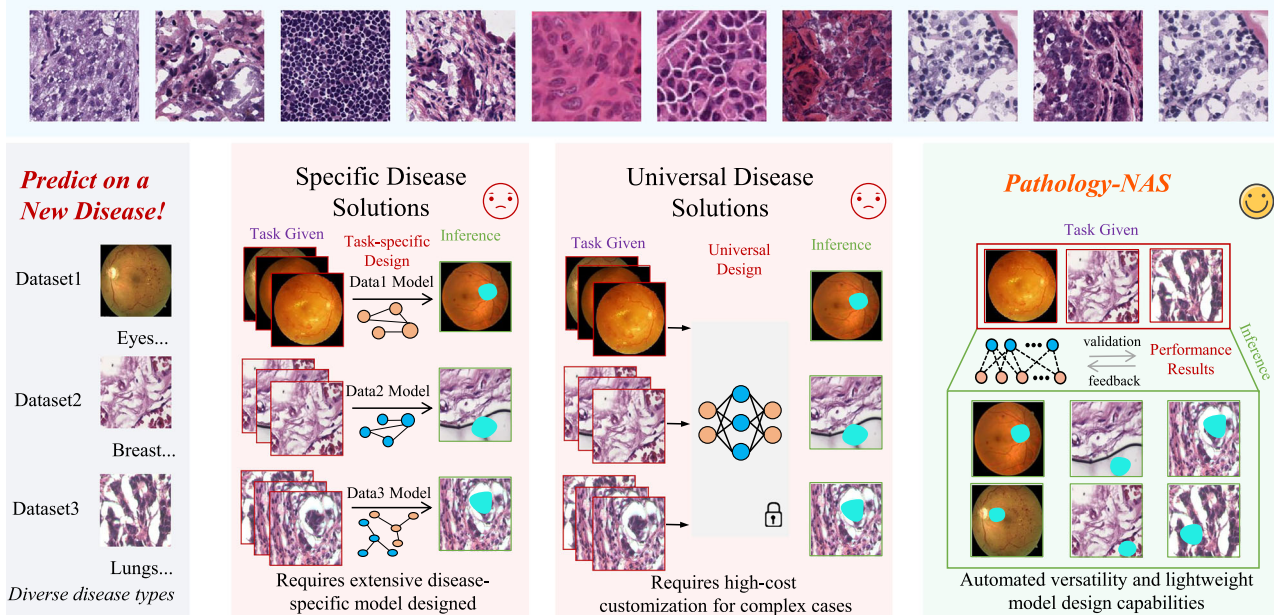 Predict on a
New Disease!
Dataset1
Eyes...
Dataset2
Breast...
Dataset3
Lungs...
Diverse disease types
Specific Disease
Solutions
Task Given
Task-specific
Design
Inference
Data1 Model
Data2 Model
Data3 Model
Requires extensive disease-
specific model designed
Universal Disease
Solutions
Task Given
Universal
Design
Inference
Requires high-cost
customization for complex cases
Pathology-NAS
Task Given
validation
feedback
Performance
Results
Inference
Automated versatility and lightweight
model design capabilities